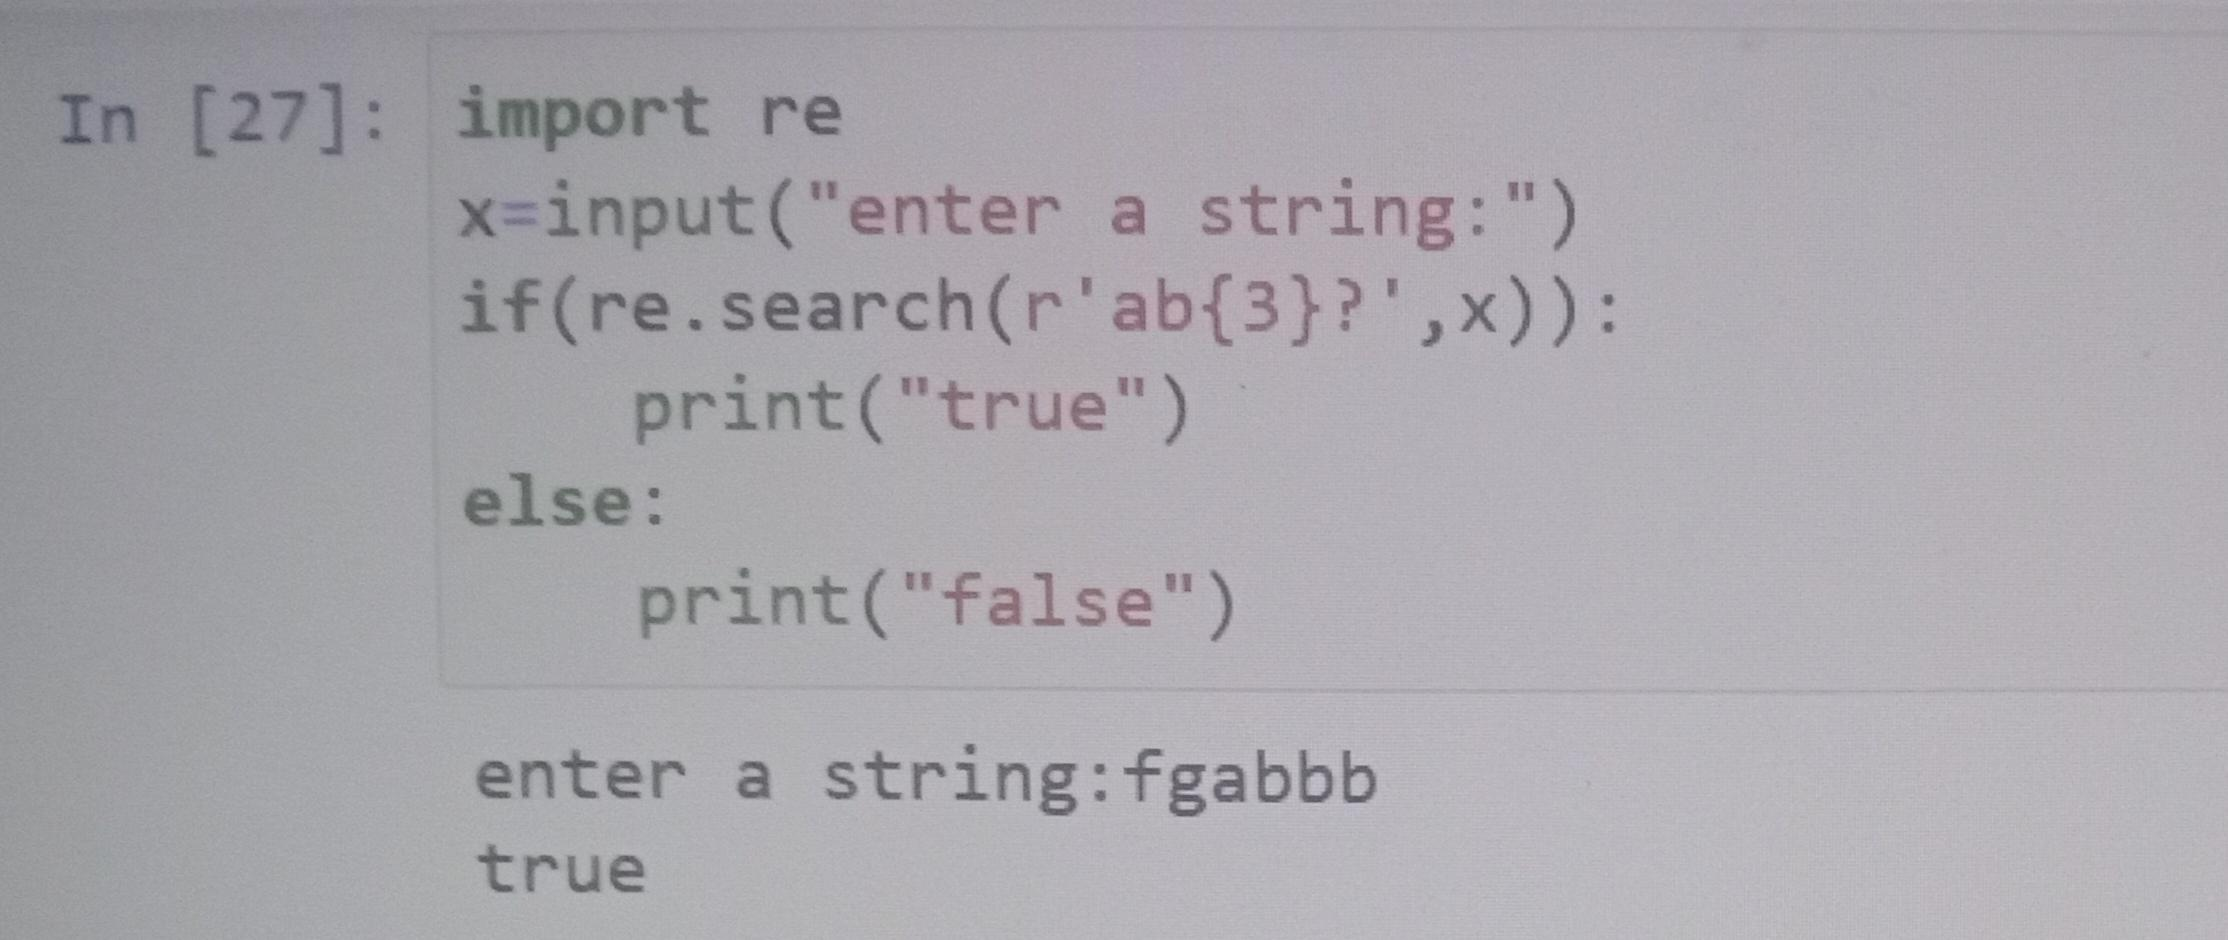 In [27]: import re
x=input("enter a string:")
if(re.search(r'ab{3}?',x)):
    print("true")
else:
    print("false")
enter a string:fgabbb
true